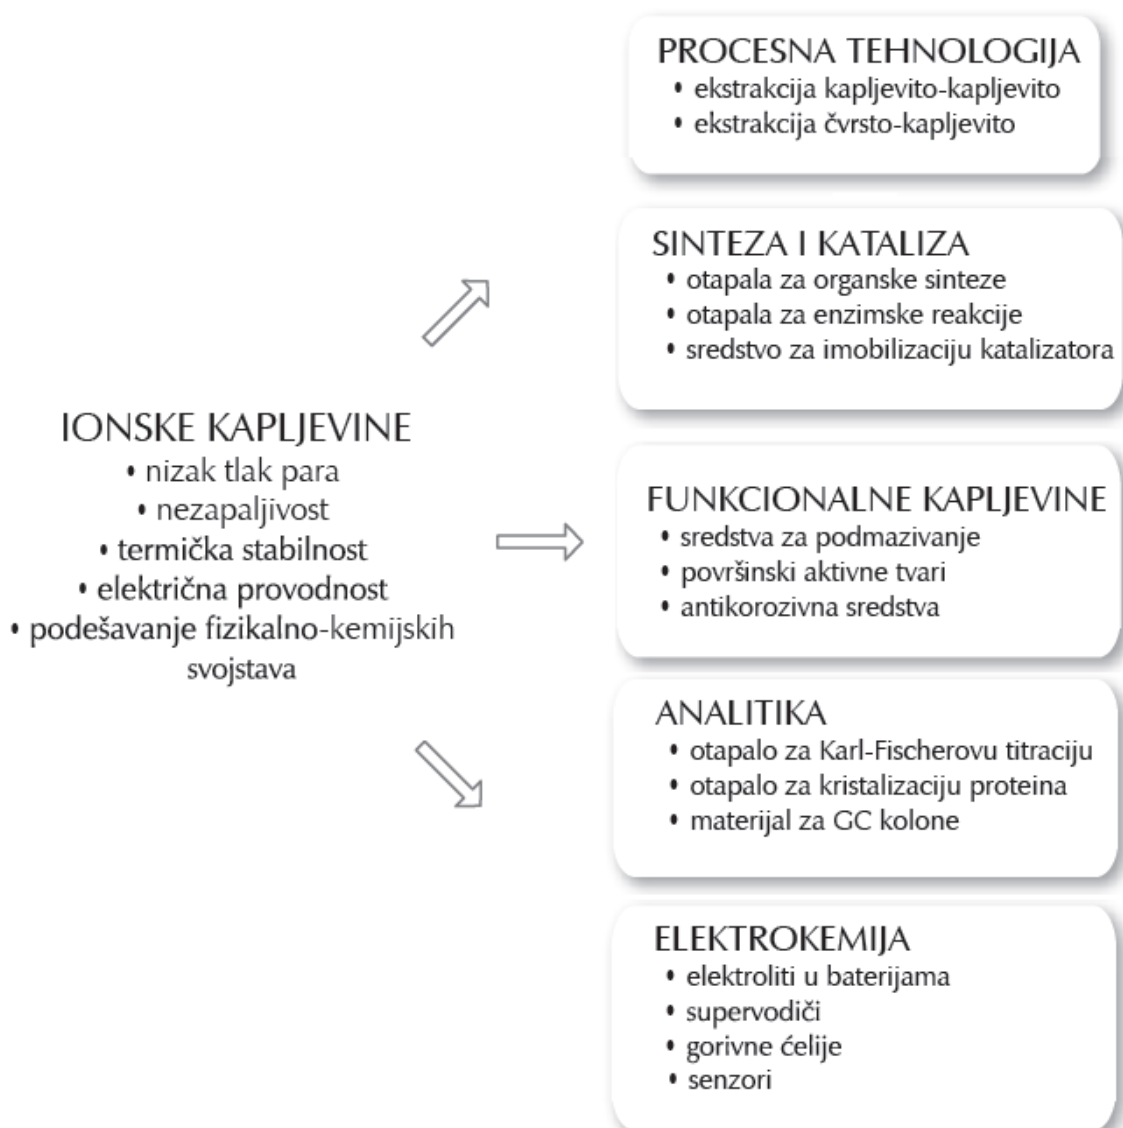 PROCESNA TEHNOLOGIJA
• ekstrakcija kapljevito-kapljevito
• ekstrakcija čvrsto-kapljevito
SINTEZA I KATALIZA
• otapala za organske sinteze
• otapala za enzimske reakcije
• sredstvo za imobilizaciju katalizatora
IONSKE KAPLJEVINE
• nizak tlak para
• nezapaljivost
• termička stabilnost
• električna provodnost
• podešavanje fizikalno-kemijskih
svojstava
FUNKCIONALNE KAPLJEVINE
• sredstva za podmazivanje
• površinski aktivne tvari
• antikorozivna sredstva
ANALITIKA
• otapalo za Karl-Fischerovu titraciju
• otapalo za kristalizaciju proteina
• materijal za GC kolone
ELEKTROKEMIJA
• elektroliti u baterijama
• supervodiči
• gorivne ćelije
• senzori